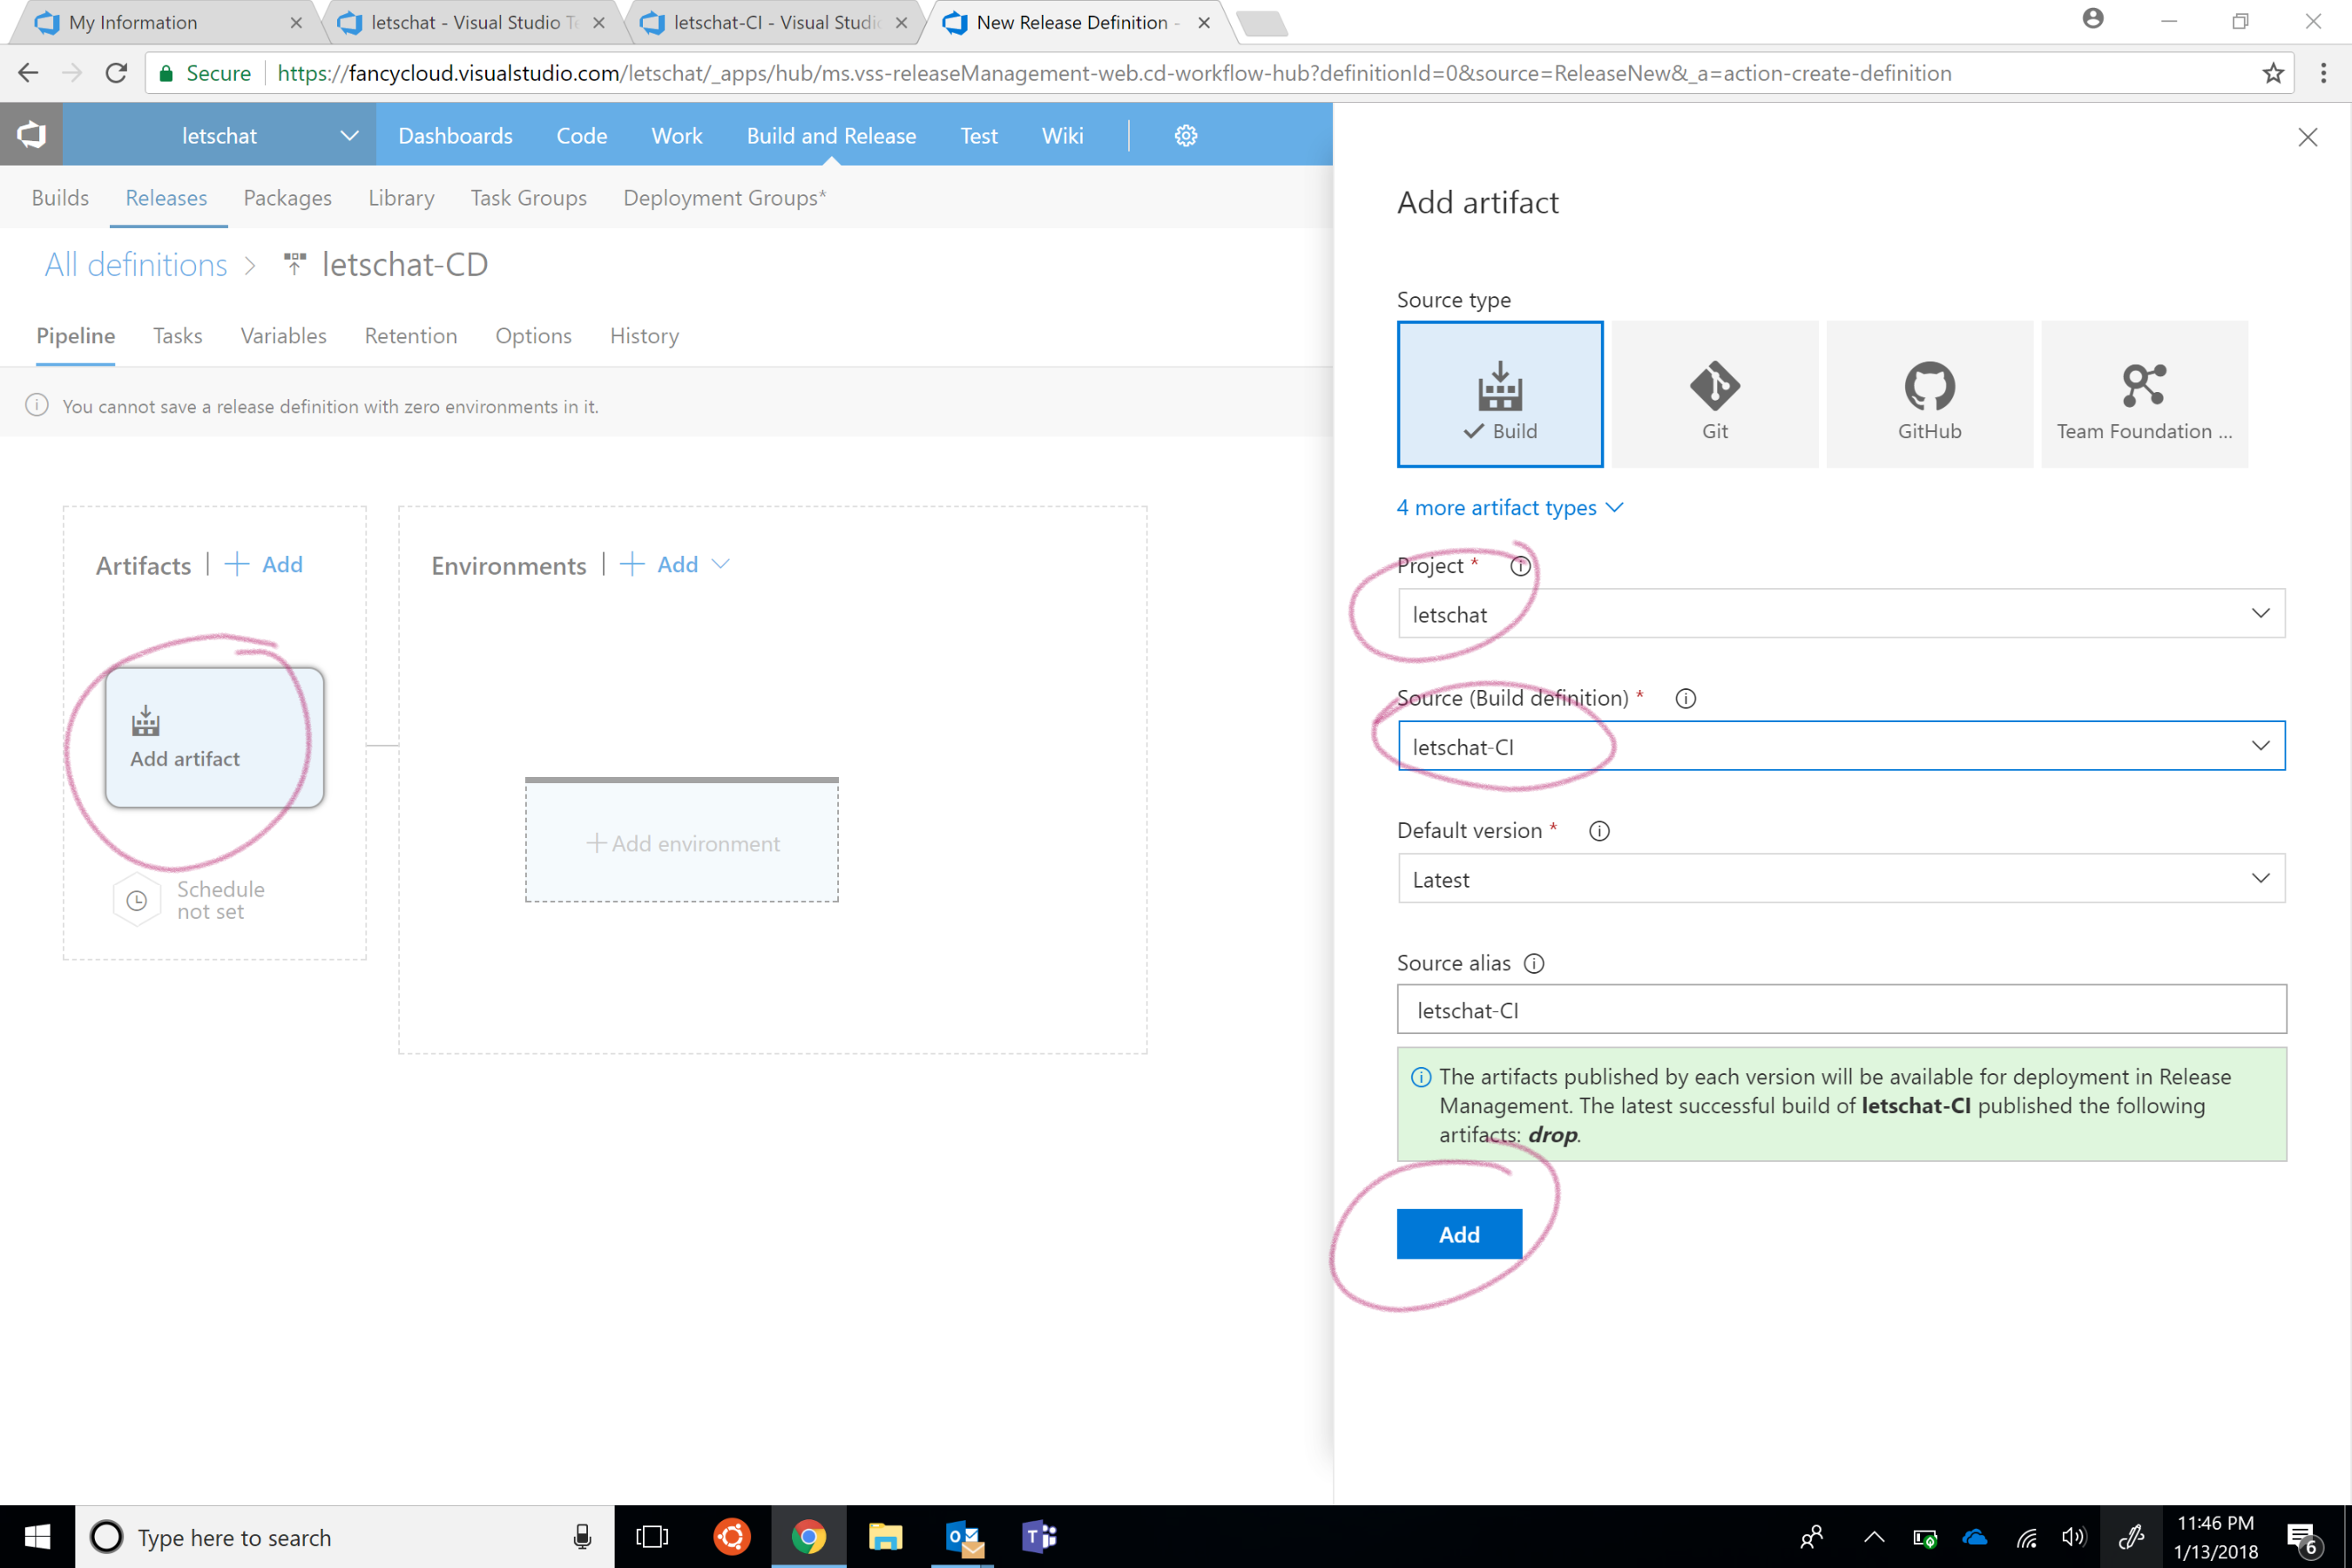 My Information
letschat - Visual Studio Te
letschat-CI - Visual Studio
New Release Definition -
Secure
https://fancycloud.visualstudio.com/letschat/_apps/hub/ms.vss-releaseManagement-web.cd-workflow-hub?definitionId=0&source=ReleaseNew&_a=action-create-definition
letschat
Dashboards
Code
Work
Build and Release
Test
Wiki
Builds
Releases
Packages
Library
Task Groups
Deployment Groups*
All definitions
letschat-CD
Pipeline
Tasks
Variables
Retention
Options
History
You cannot save a release definition with zero environments in it.
Artifacts
Add
Add artifact
Schedule
not set
Environments
Add
Add environment
Add artifact
Source type
Build
Git
GitHub
Team Foundation ...
4 more artifact types
Project *
letschat
Source (Build definition) *
letschat-CI
Default version *
Latest
Source alias
letschat-CI
The artifacts published by each version will be available for deployment in Release
Management. The latest successful build of letschat-CI published the following
artifacts: drop.
Add
Type here to search
11:46 PM
1/13/2018
6